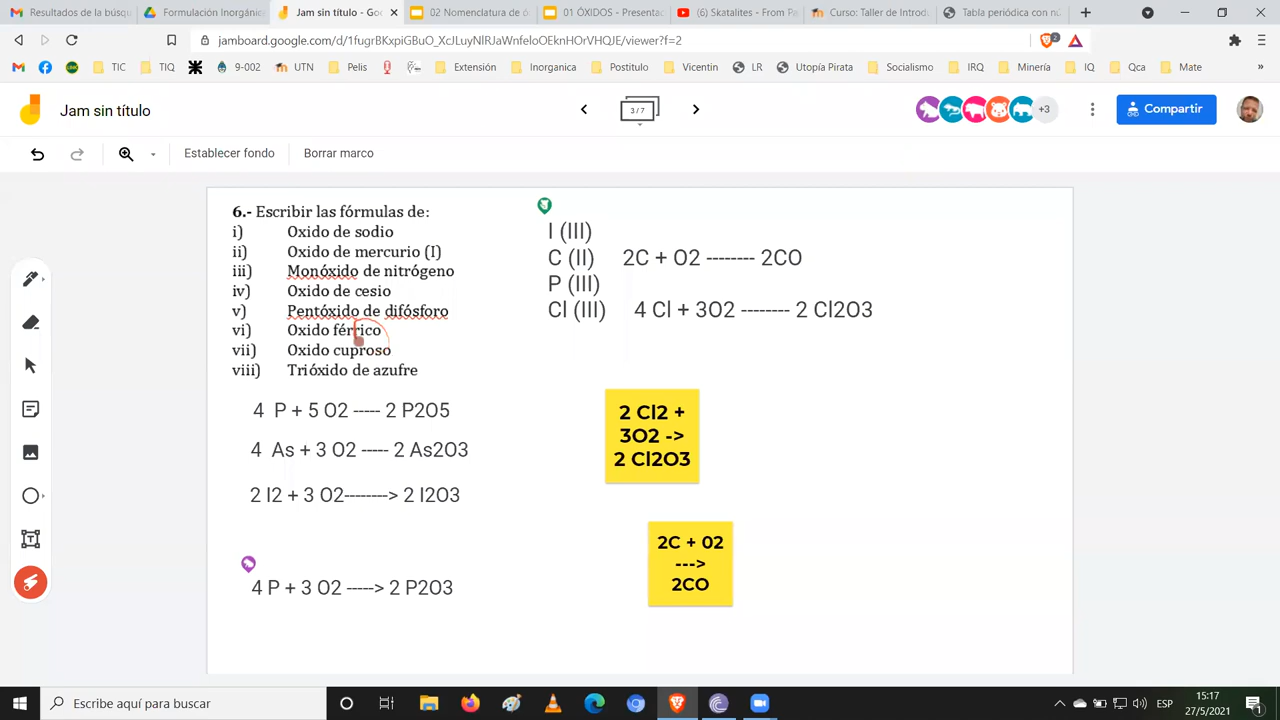 Resultados de la búsqu
Formulación Inorgánic
Jam sin título - Goo
02 Nomenclatura de ó
01 ÓXIDOS - Presentac
(6) Skatalites - From Pa
Curso: Taller de Introdu
Tabla periódica con nú
jamboard.google.com/d/1fugrBKxpiGBuO_XcJLuyNlRJaWnfeloOEknHOrVHQJE/viewer?f=2
2
TIC
TIQ
9-002
UTN
Pelis
Extensión
Inorganica
Postitulo
Vicentin
LR
Utopía Pirata
Socialismo
IRQ
Minería
IQ
Qca
Mate
»
Jam sin título
3/7
+3
Compartir
Establecer fondo
Borrar marco
6.- Escribir las fórmulas de:
i) Oxido de sodio
ii) Oxido de mercurio (I)
iii) Monóxido de nitrógeno
iv) Oxido de cesio
v) Pentóxido de difósforo
vi) Oxido férrico
vii) Oxido cuproso
viii) Trióxido de azufre
4 P + 5 O2 ----- 2 P2O5
4 As + 3 O2 ----- 2 As2O3
2 I2 + 3 O2--------> 2 I2O3
4 P + 3 O2 -----> 2 P2O3
I (III)
C (II) 2C + O2 -------- 2CO
P (III)
Cl (III) 4 Cl + 3O2 -------- 2 Cl2O3
2 Cl2 +
3O2 ->
2 Cl2O3
2C + 02
--->
2CO
Escribe aquí para buscar
ESP
15:17
27/5/2021
1